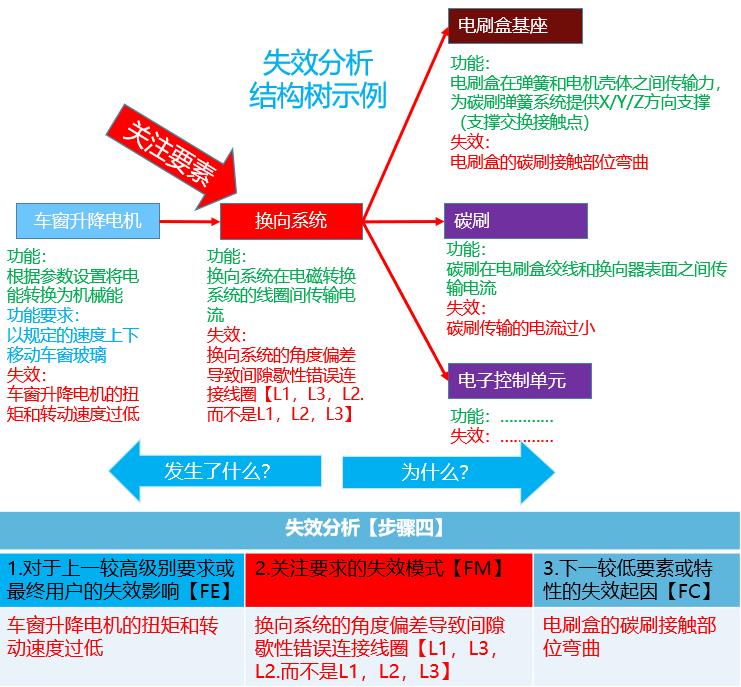 失效分析
结构树示例
关注要素
电刷盒基座
功能：
电刷盒在弹簧和电机壳体之间传输力，
为碳刷弹簧系统提供X/Y/Z方向支撑
（支撑交换接触点）
失效：
电刷盒的碳刷接触部位弯曲
车窗升降电机
功能：
根据参数设置将电
能转换为机械能
功能要求：
以规定的速度上下
移动车窗玻璃
失效：
车窗升降电机的扭
矩和转动速度过低
换向系统
功能：
换向系统在电磁转换
系统的线圈间传输电
流
失效：
换向系统的角度偏差
导致间隙歇性错误连
接线圈【L1，L3，L2.
而不是L1，L2，L3】
碳刷
功能：
碳刷在电刷盒绞线和换向器表面之间传
输电流
失效：
碳刷传输的电流过小
电子控制单元
功能：…………
失效：…………
发生了什么？
为什么？
失效分析【步骤四】
1.对于上一较高级别要求或
最终用户的失效影响【FE】
2.关注要求的失效模式【FM】
3.下一较低要素或特
性的失效起因【FC】
车窗升降电机的扭矩和转
动速度过低
换向系统的角度偏差导致间隙
歇性错误连接线圈【L1，L3，
L2.而不是L1，L2，L3】
电刷盒的碳刷接触部
位弯曲